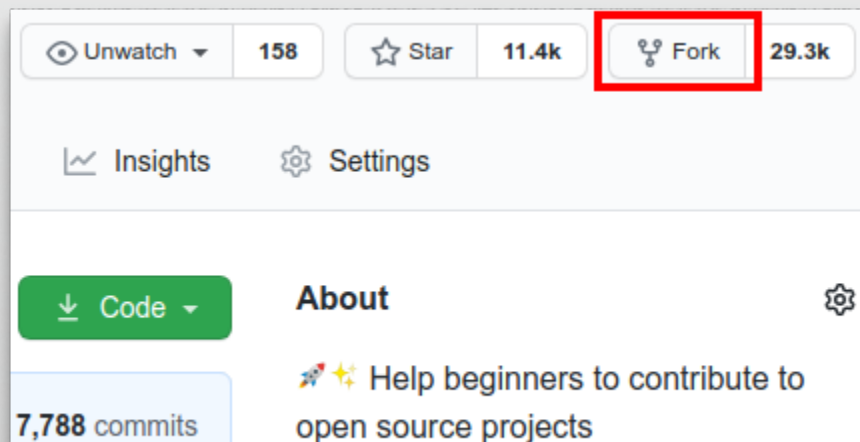 Unwatch 158 Star 11.4k Fork 29.3k
Insights Settings
Code About
Help beginners to contribute to
7,788 commits open source projects